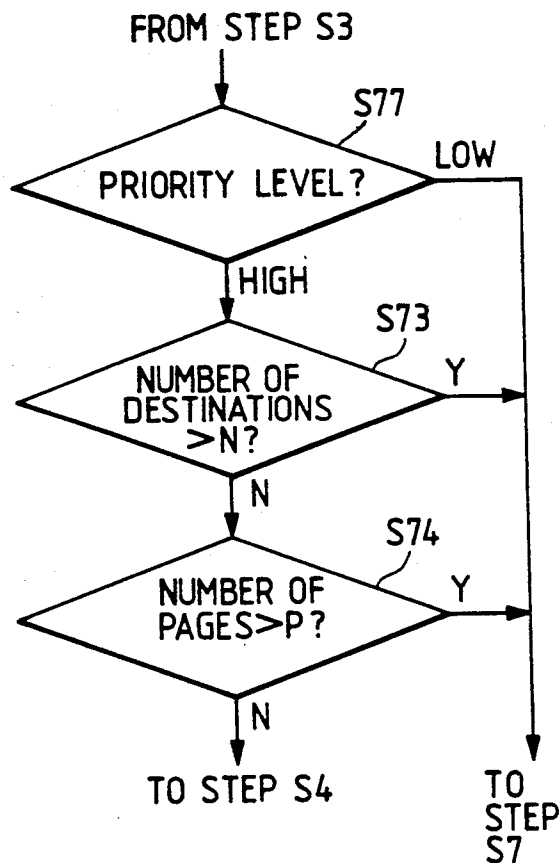 FROM STEP S3
S77
PRIORITY LEVEL?
LOW
HIGH
S73
NUMBER OF
DESTINATIONS
>N?
Y
N
S74
NUMBER OF
PAGES>P?
Y
N
TO STEP S4
TO
STEP
S7